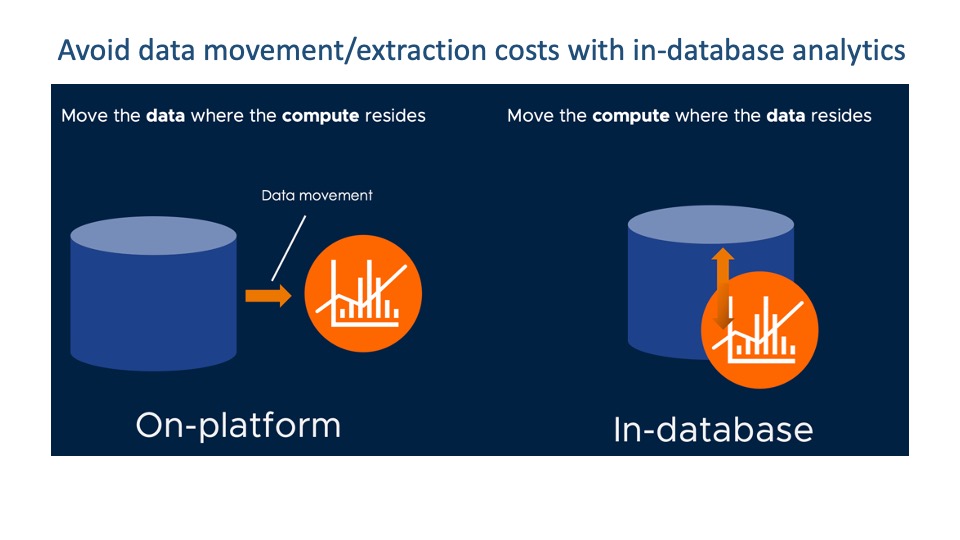 Avoid data movement/extraction costs with in-database analytics
Move the data where the compute resides
Move the compute where the data resides
Data movement
On-platform
In-database